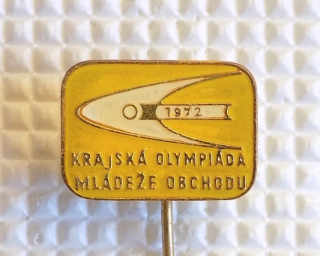 1972
KRAJSKÁ OLYMPIÁDA
MLÁDEŽE OBCHODU